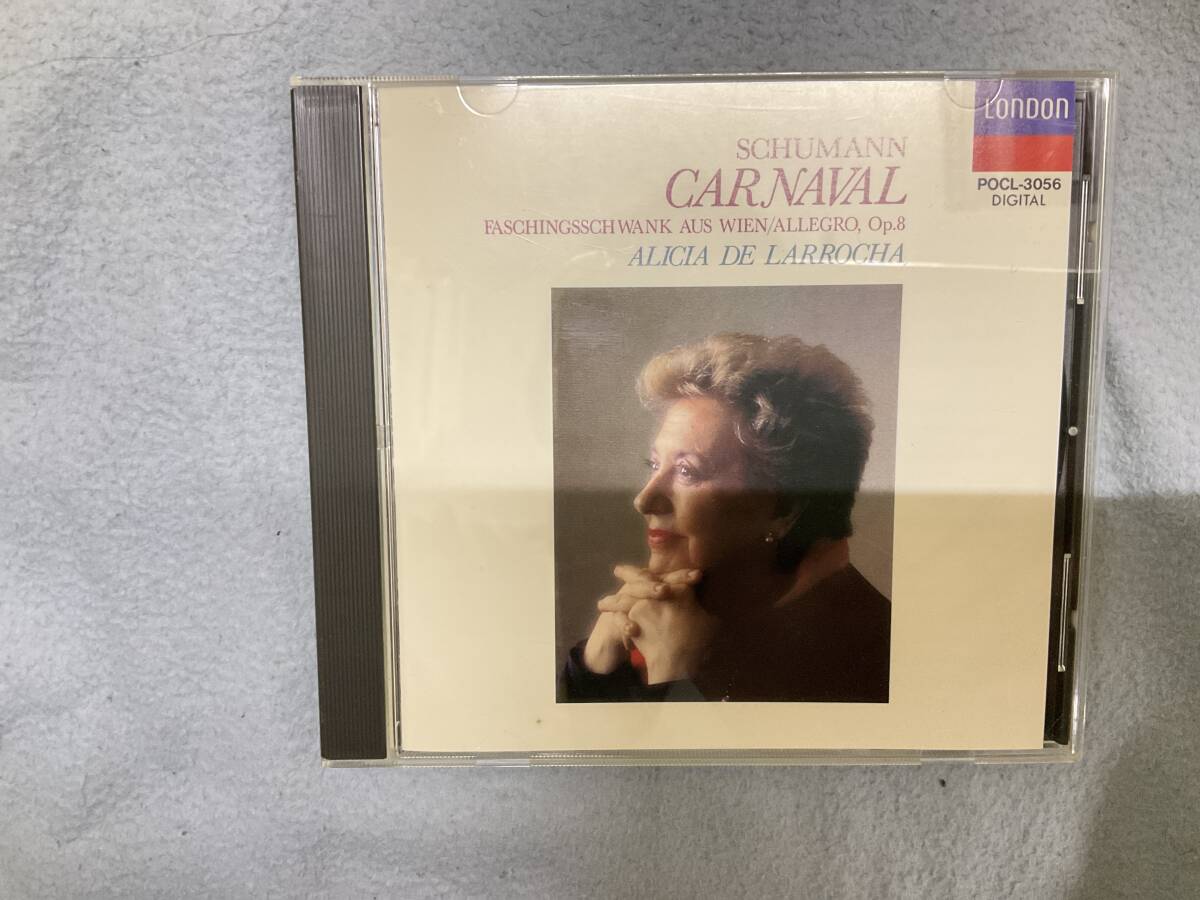 LONDON
POCL-3056
DIGITAL
SCHUMANN
CARNAVAL
FASCHINGSSCHWANK AUS WIEN/ALLEGRO, Op.8
ALICIA DE LARROCHA